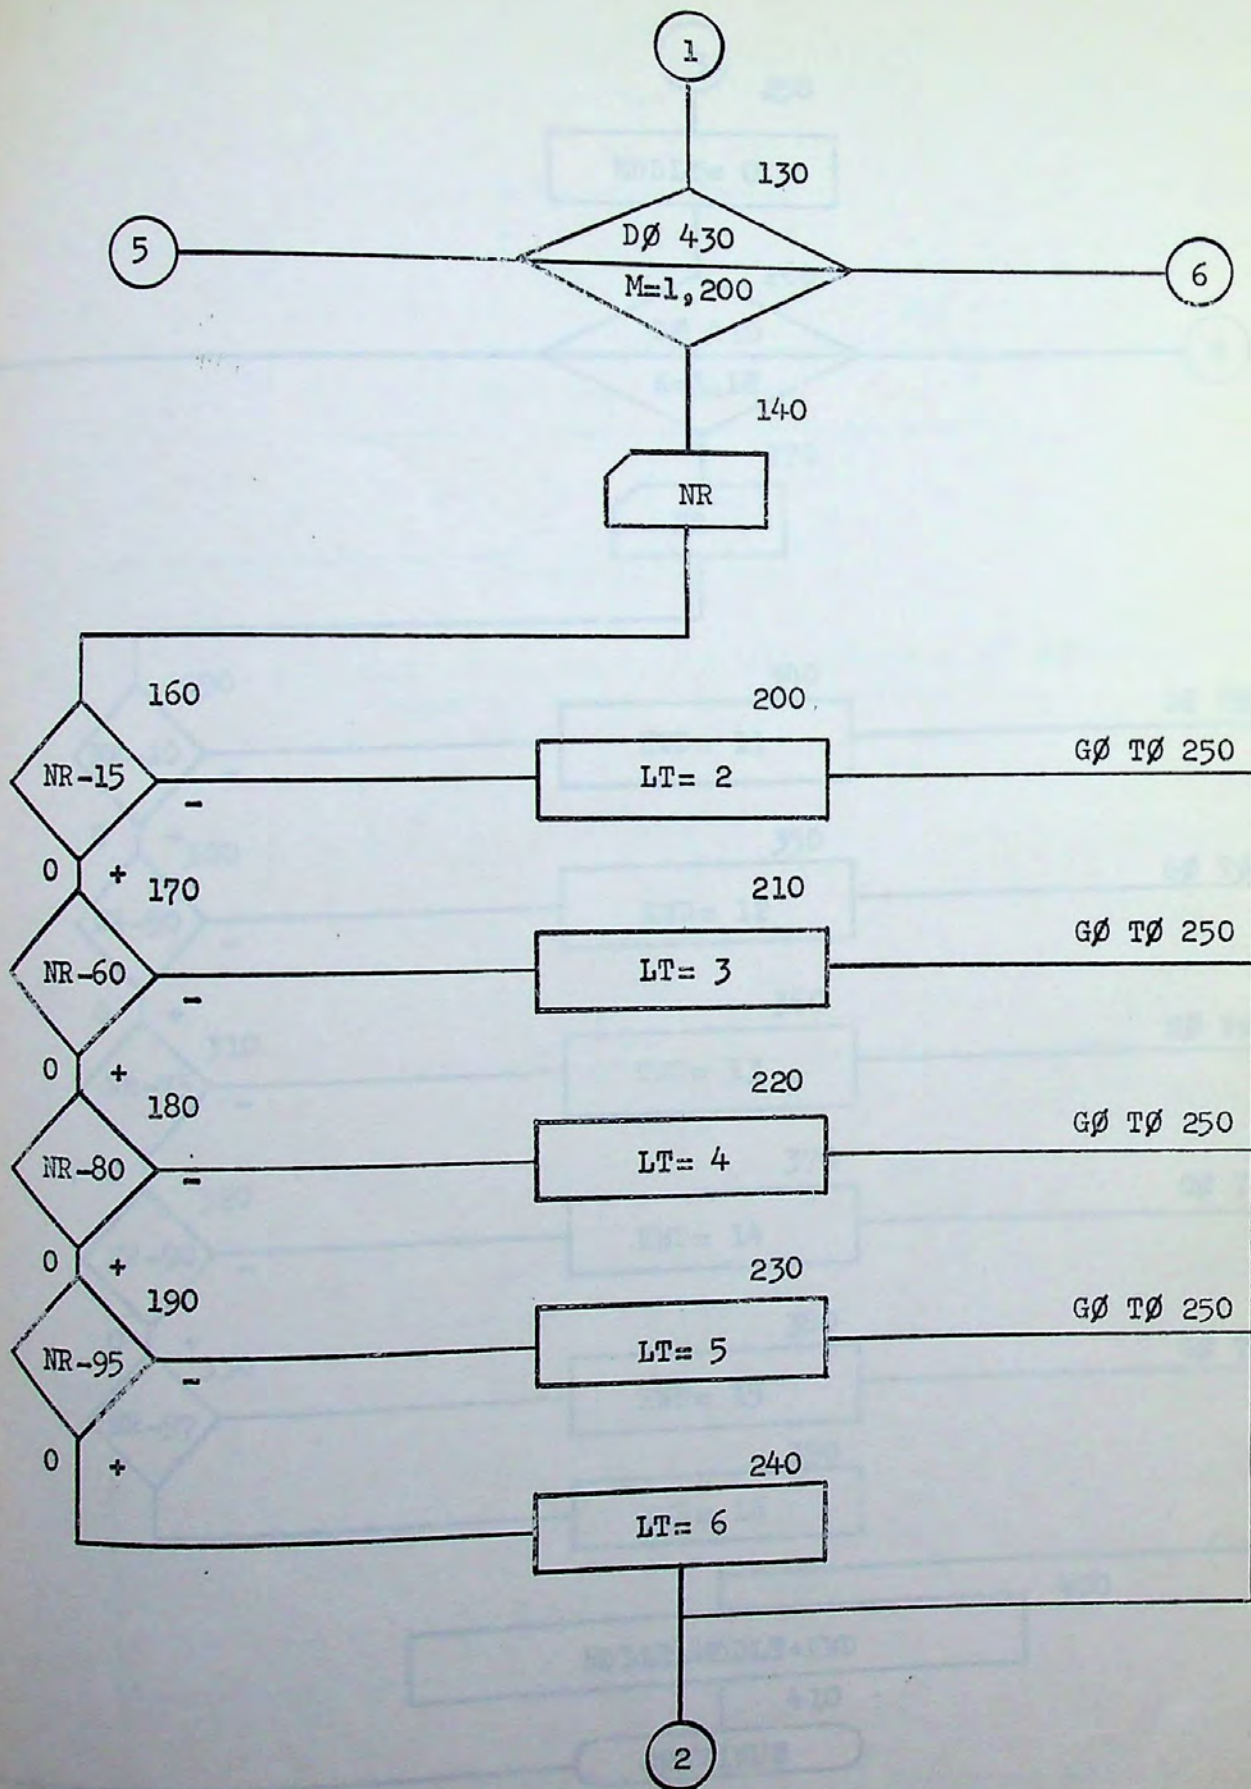 1
130
5
DØ 430
6
M=1,200
140
NR
160
200
NR-15
LT= 2
GØ TØ 250
-
0 +
170
210
NR-60
LT= 3
GØ TØ 250
-
0 +
180
220
NR-80
LT= 4
GØ TØ 250
-
0 +
190
230
NR-95
LT= 5
GØ TØ 250
-
0 +
240
LT= 6
2